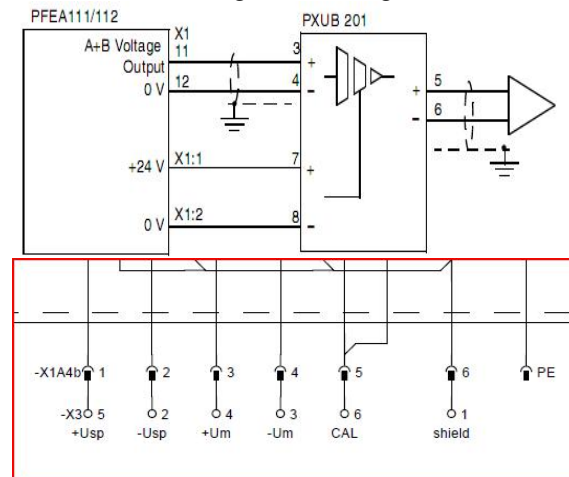 PFEA111/112
PXUB 201
X1
A+B Voltage 11 3
Output + 5
0 V 12 4 - + 6
-
+24 V X1:1 7
+
0 V X1:2 8 -
-X1A4b 1 2 3 4 5 6 PE
-X3 5 2 4 3 6 1
+Usp -Usp +Um -Um CAL shield